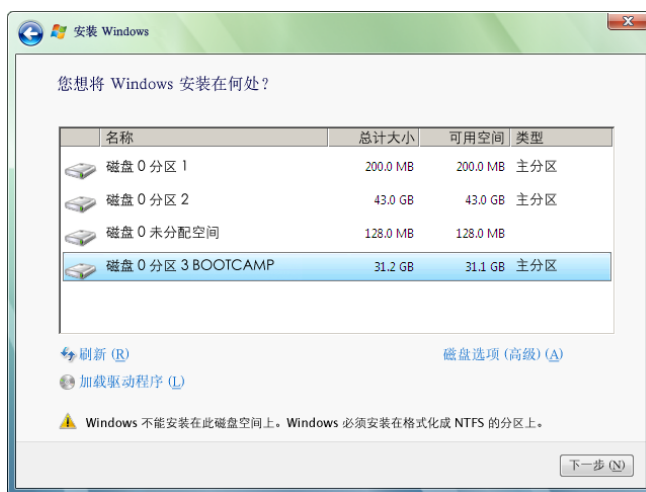 安装 Windows
您想将 Windows 安装在何处？
名称 总计大小 可用空间 类型
磁盘 0 分区 1 200.0 MB 200.0 MB 主分区
磁盘 0 分区 2 43.0 GB 43.0 GB 主分区
磁盘 0 未分配空间 128.0 MB 128.0 MB
磁盘 0 分区 3 BOOTCAMP 31.2 GB 31.1 GB 主分区
刷新 (R) 磁盘选项 (高级) (A)
加载驱动程序 (L)
Windows 不能安装在此磁盘空间上。Windows 必须安装在格式化成 NTFS 的分区上。
下一步 (N)